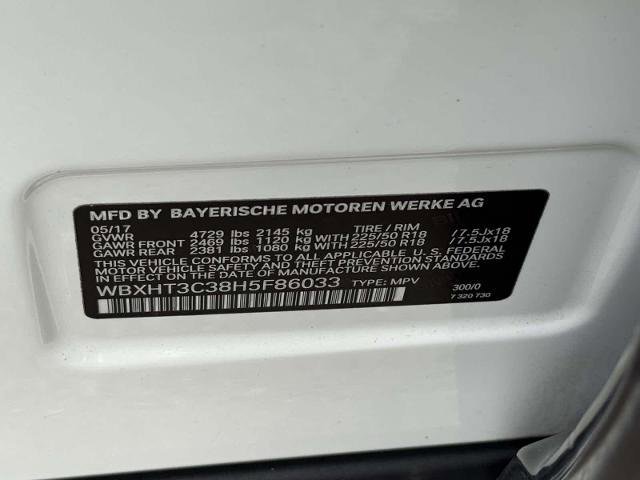 MFD BY BAYERISCHE MOTOREN WERKE AG
05/17 TIRE / RIM
GVWR 4729 lbs 2145 kg
GAWR FRONT 2469 lbs 1120 kg WITH 225/50 R18 /7.5Jx18
GAWR REAR 2381 lbs 1080 kg WITH 225/50 R18 /7.5Jx18
THIS VEHICLE CONFORMS TO ALL APPLICABLE U. S. FEDERAL
MOTOR VEHICLE SAFETY, BUMPER, AND THEFT PREVENTION
STANDARDS IN EFFECT ON THE DATE OF MANUFACTURE SHOWN ABOVE.
WBXHT3C38H5F86033 TYPE: MPV 300/0
7 320 730